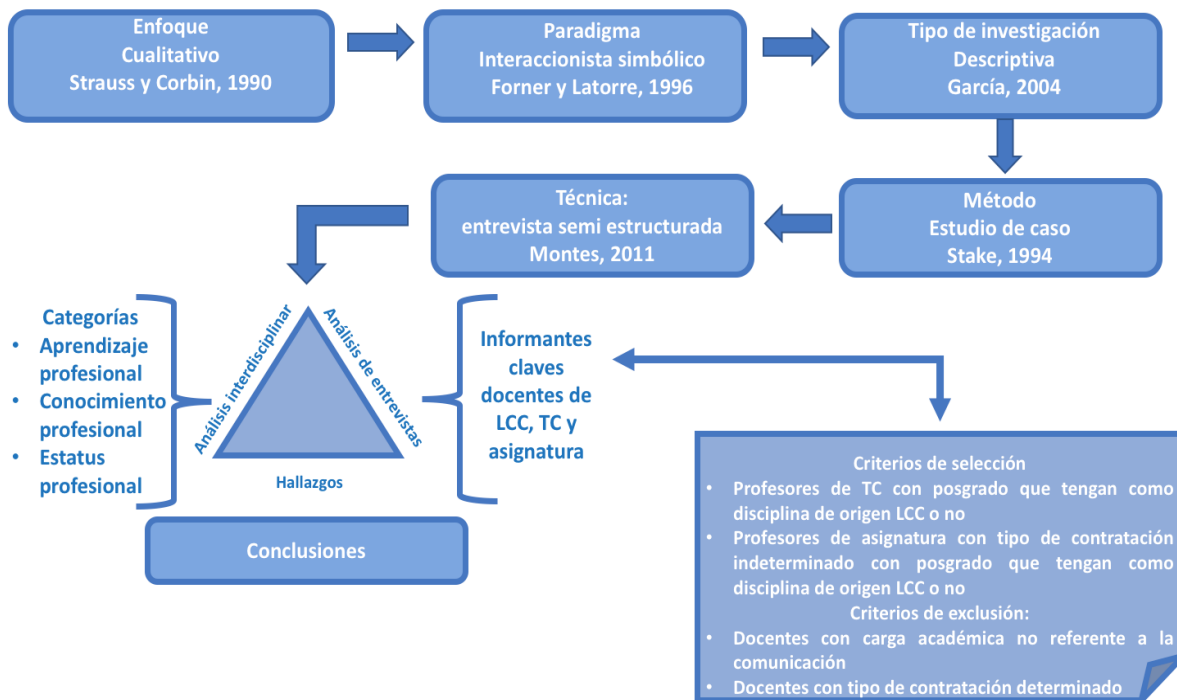 Enfoque
Cualitativo
Strauss y Corbin, 1990
Paradigma
Interaccionista simbólico
Forner y Latorre, 1996
Tipo de investigación
Descriptiva
García, 2004
Técnica:
entrevista semi estructurada
Montes, 2011
Método
Estudio de caso
Stake, 1994
Categorías
• Aprendizaje
profesional
• Conocimiento
profesional
• Estatus
profesional
Análisis interdisciplinar
Análisis de entrevistas
Hallazgos
Informantes
claves
docentes de
LCC, TC y
asignatura
Conclusiones
Criterios de selección
• Profesores de TC con posgrado que tengan como
disciplina de origen LCC o no
• Profesores de asignatura con tipo de contratación
indeterminado con posgrado que tengan como
disciplina de origen LCC o no
Criterios de exclusión:
• Docentes con carga académica no referente a la
comunicación
• Docentes con tipo de contratación determinado